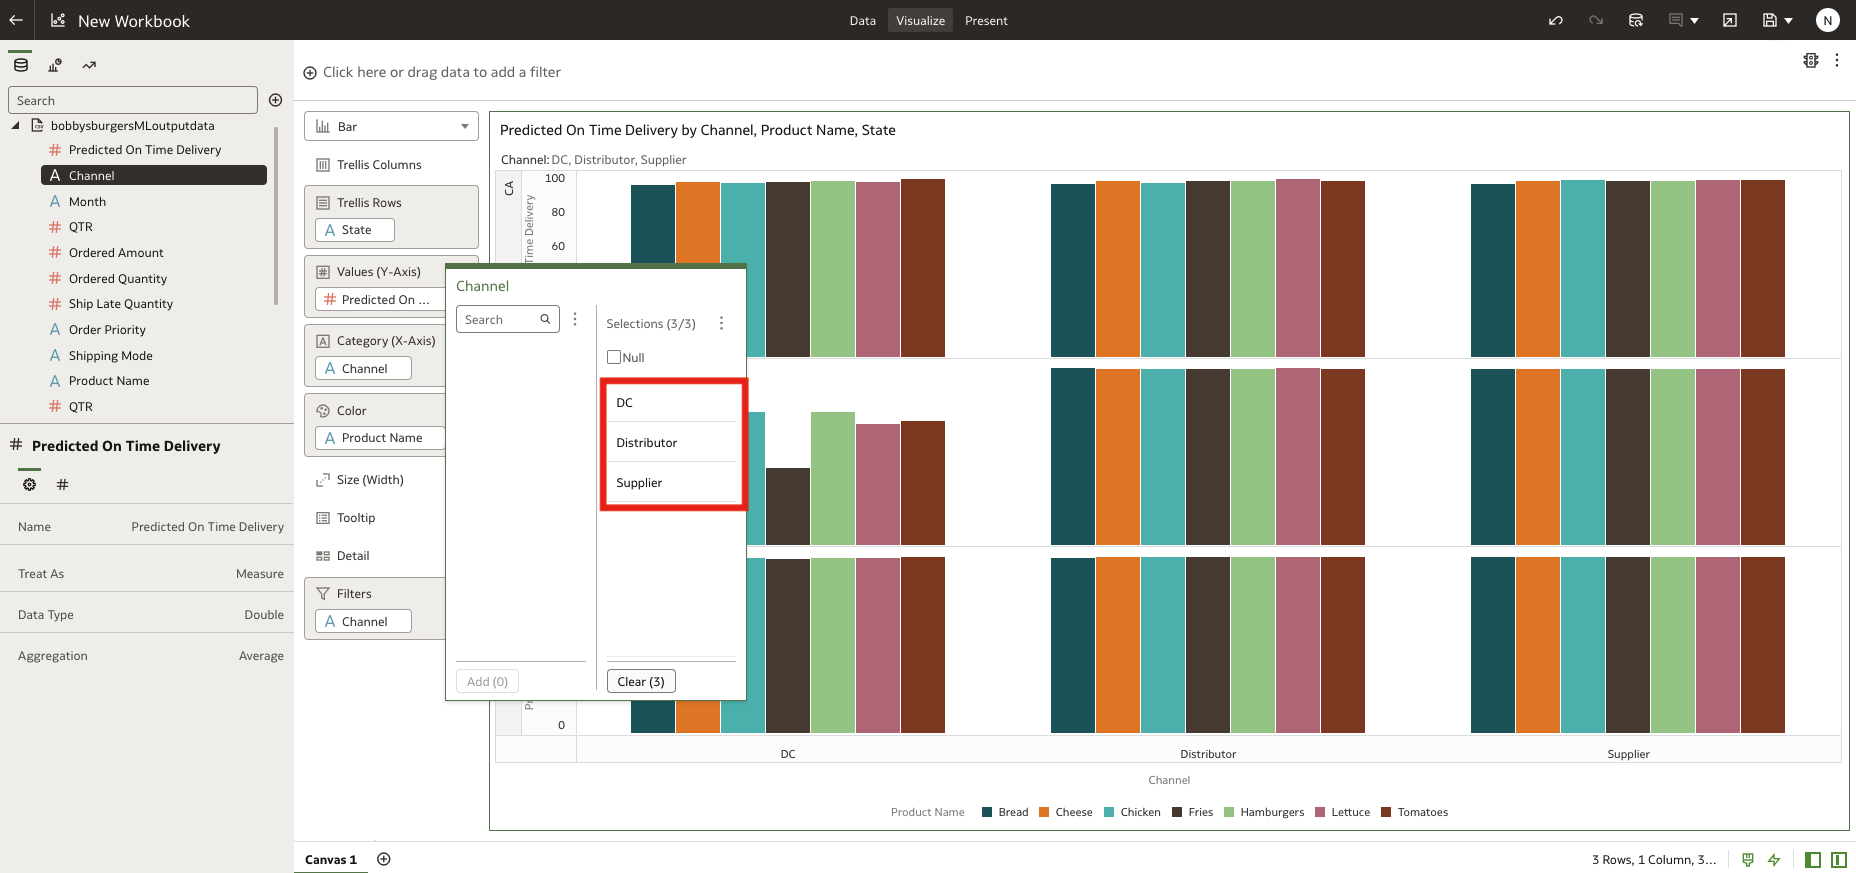 New Workbook
Data Visualize Present
N
Search
Click here or drag data to add a filter
bobbysburgersMLoutputdata
# Predicted On Time Delivery
A Channel
A Month
# QTR
# Ordered Amount
# Ordered Quantity
# Ship Late Quantity
A Order Priority
A Shipping Mode
A Product Name
# QTR
# Predicted On Time Delivery
#
Name Predicted On Time Delivery
Treat As Measure
Data Type Double
Aggregation Average
Bar
Trellis Columns
Trellis Rows
A State
Values (Y-Axis)
# Predicted On ...
Category (X-Axis)
A Channel
Color
A Product Name
Size (Width)
Tooltip
Detail
Filters
A Channel
Predicted On Time Delivery by Channel, Product Name, State
Channel: DC, Distributor, Supplier
CA
Time Delivery
100
80
60
Channel
Search
Selections (3/3)
Null
DC
Distributor
Supplier
Add (0)
Clear (3)
0
DC Distributor Supplier
Channel
Product Name Bread Cheese Chicken Fries Hamburgers Lettuce Tomatoes
Canvas 1
3 Rows, 1 Column, 3...